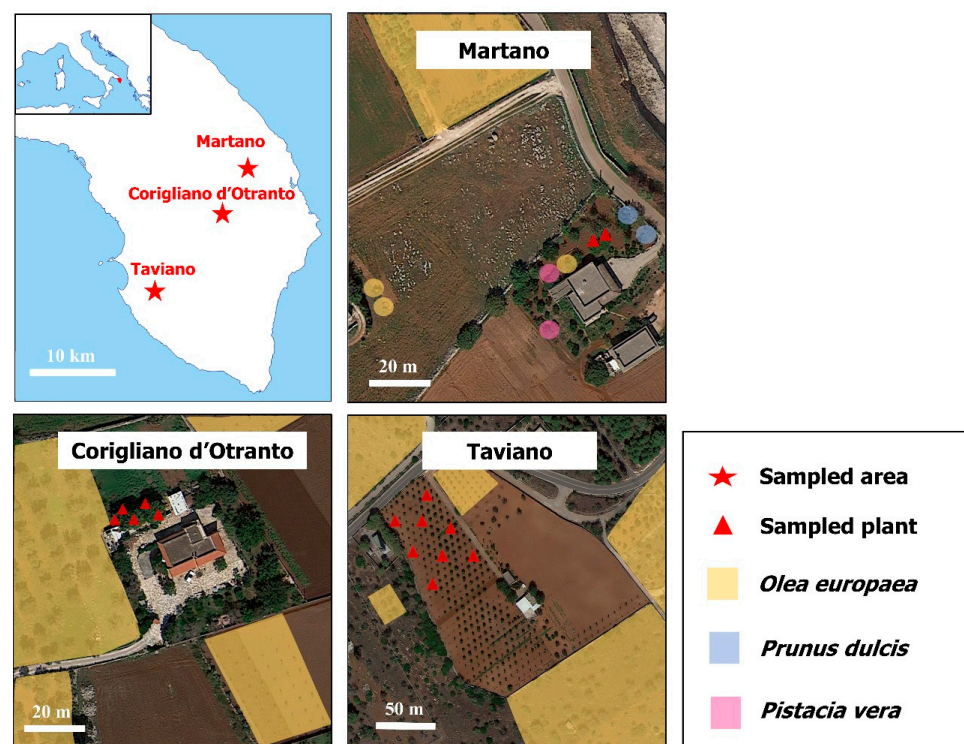 Martano
Corigliano d’Otranto
Taviano
10 km
Martano
20 m
Corigliano d’Otranto
20 m
Taviano
50 m
Sampled area
Sampled plant
Olea europaea
Prunus dulcis
Pistacia vera